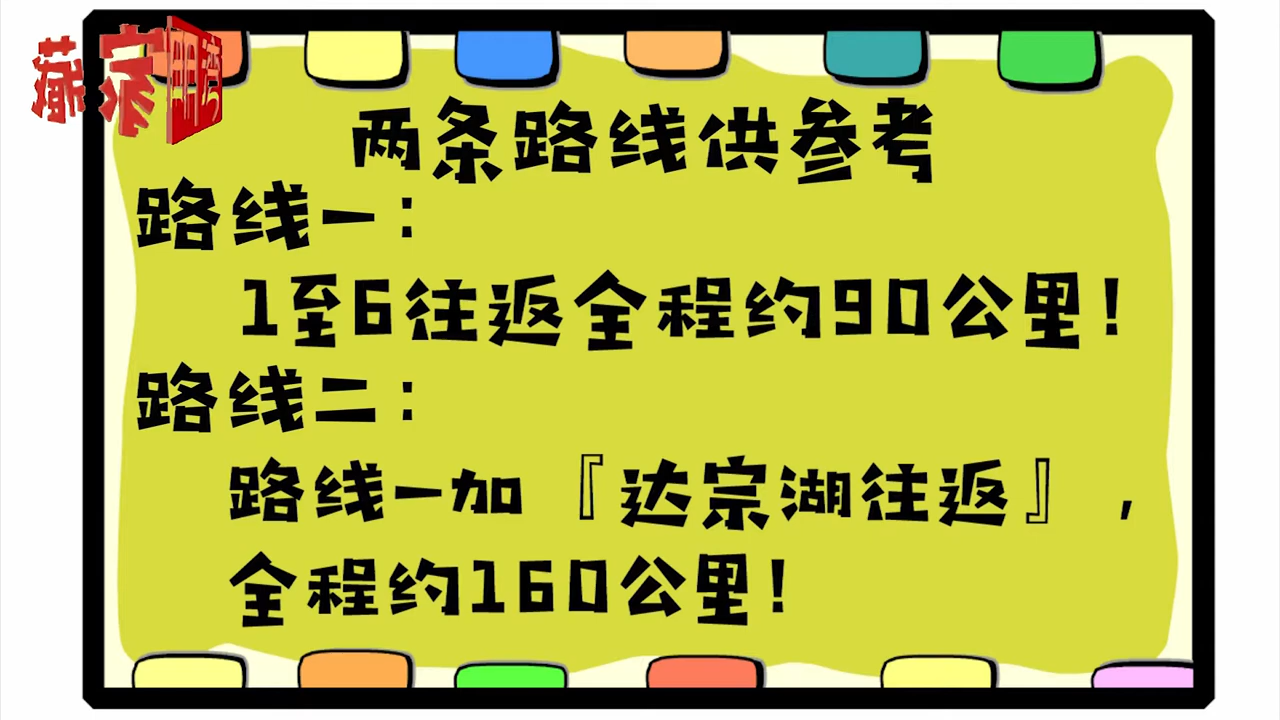 两条路线供参考
路线一：
1至6往返全程约90公里！
路线二：
路线一加『达宗湖往返』，
全程约160公里！